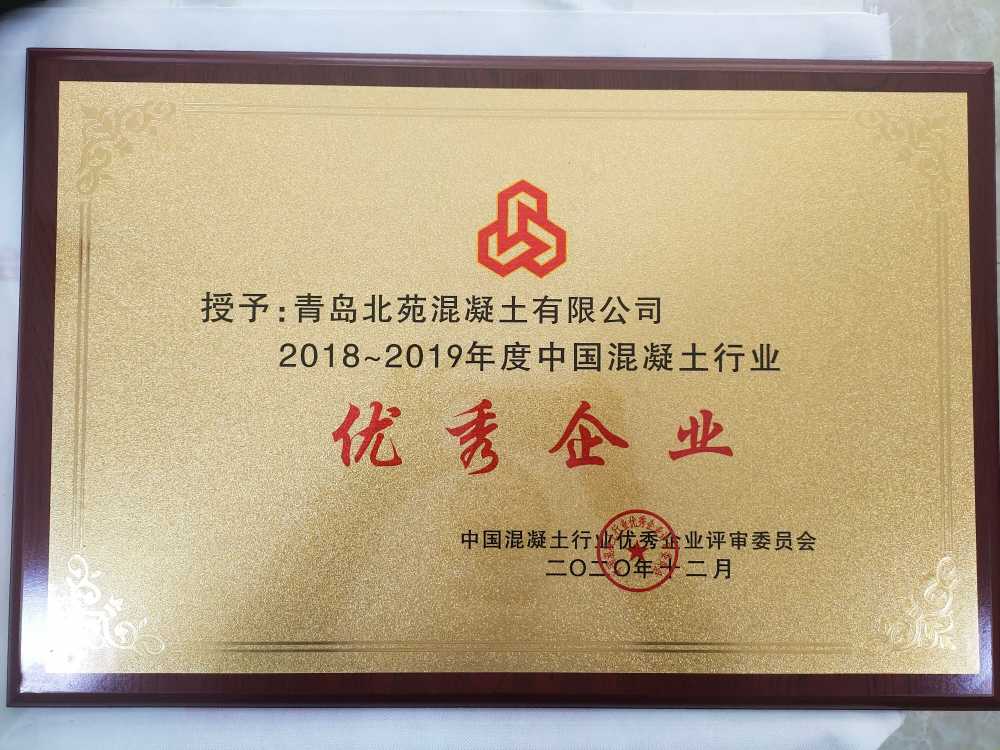 授予:青岛北苑混凝土有限公司
2018~2019年度中国混凝土行业
优秀企业
中国混凝土行业优秀企业评审委员会
二〇二〇年十二月